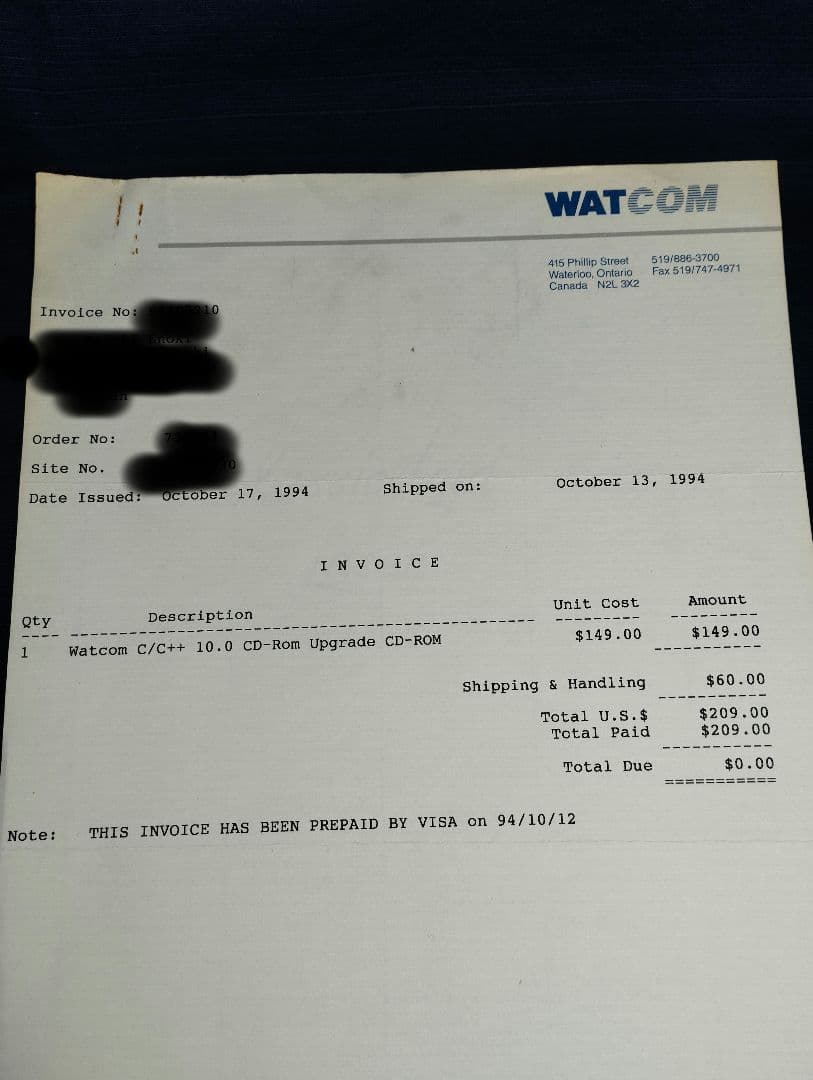 WATCOM
415 Phillip Street 519/886-3700
Waterloo, Ontario Fax 519/747-4971
Canada N2L 3X2
Invoice No:
Order No:
Site No.
Date Issued: October 17, 1994 Shipped on: October 13, 1994
I N V O I C E
Qty Description Unit Cost Amount
1 Watcom C/C++ 10.0 CD-Rom Upgrade CD-ROM $149.00 $149.00
Shipping & Handling $60.00
Total U.S.$ $209.00
Total Paid $209.00
Total Due $0.00
Note: THIS INVOICE HAS BEEN PREPAID BY VISA on 94/10/12